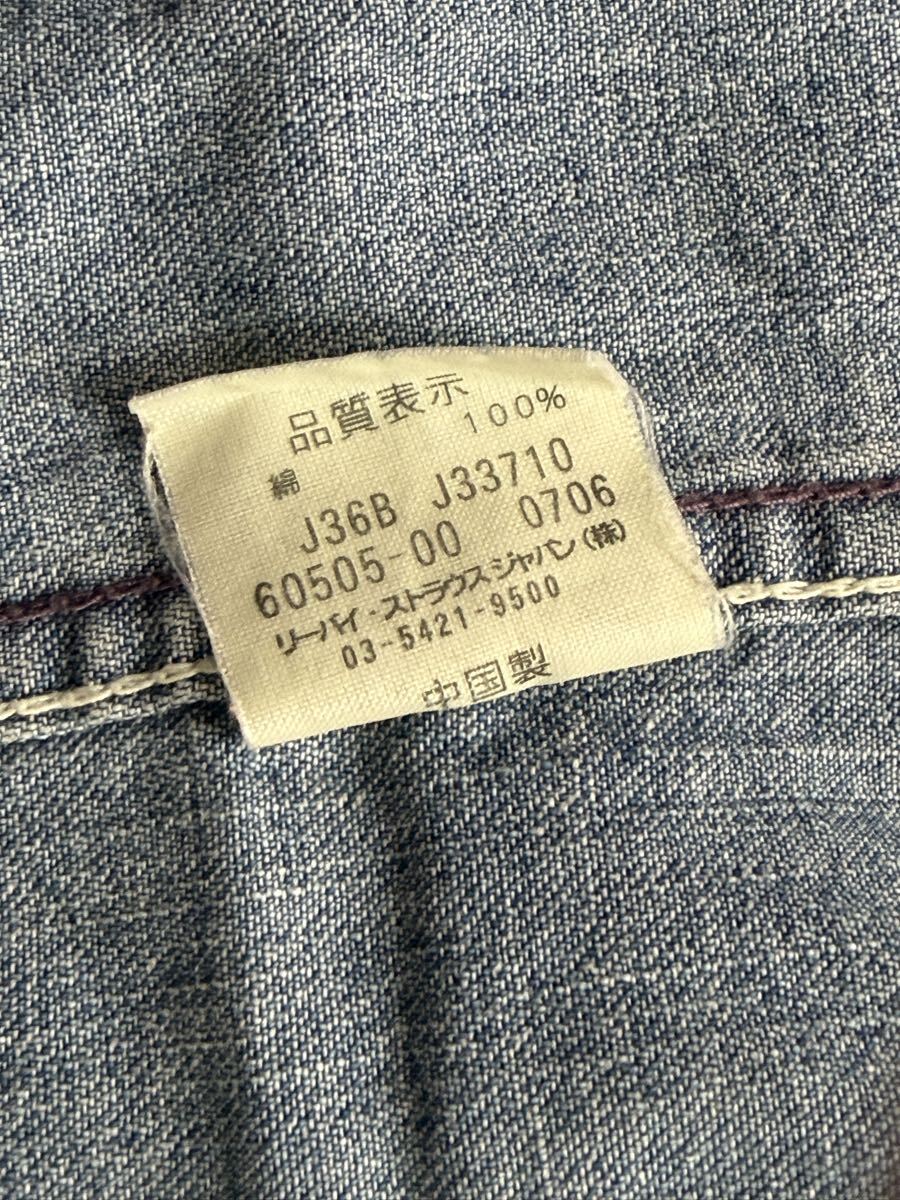 品質表示
綿 100%
J36B J33710
60505-00 0706
リーバイ・ストラウスジャパン(株)
03-5421-9500
中国製